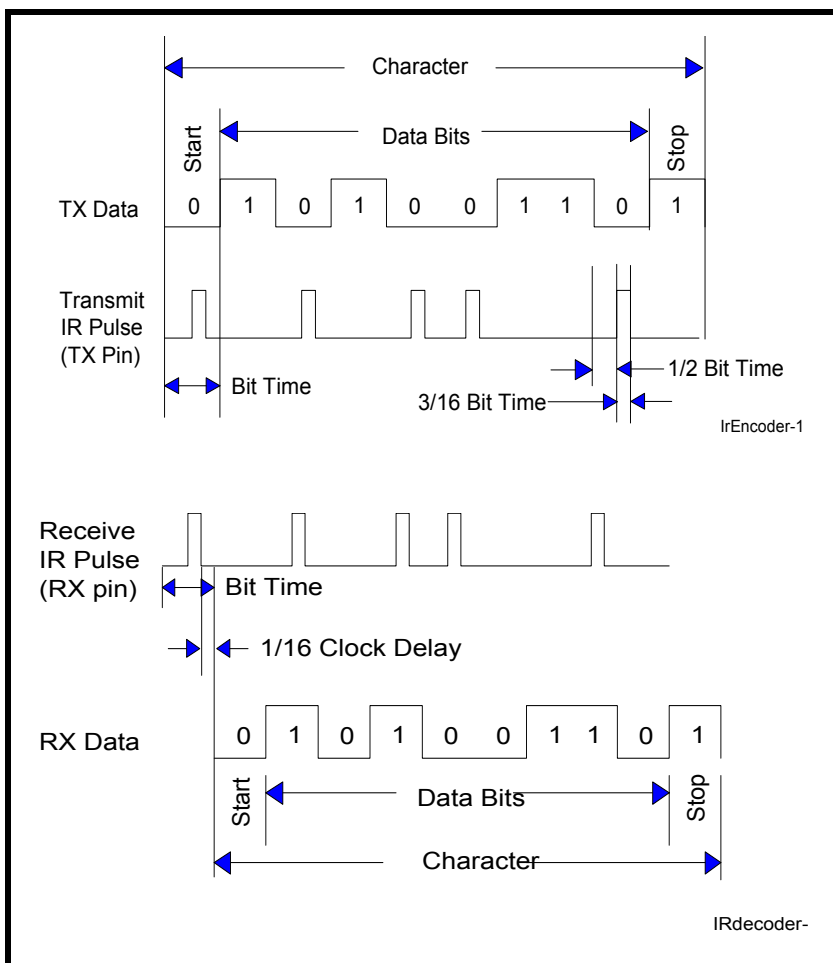 Character
Start
Data Bits
Stop
TX Data
0 1 0 1 0 0 1 1 0 1
Transmit
IR Pulse
(TX Pin)
Bit Time
1/2 Bit Time
3/16 Bit Time
IrEncoder-1
Receive
IR Pulse
(RX pin)
Bit Time
1/16 Clock Delay
RX Data
0 1 0 1 0 0 1 1 0 1
Start
Data Bits
Stop
Character
IRdecoder-